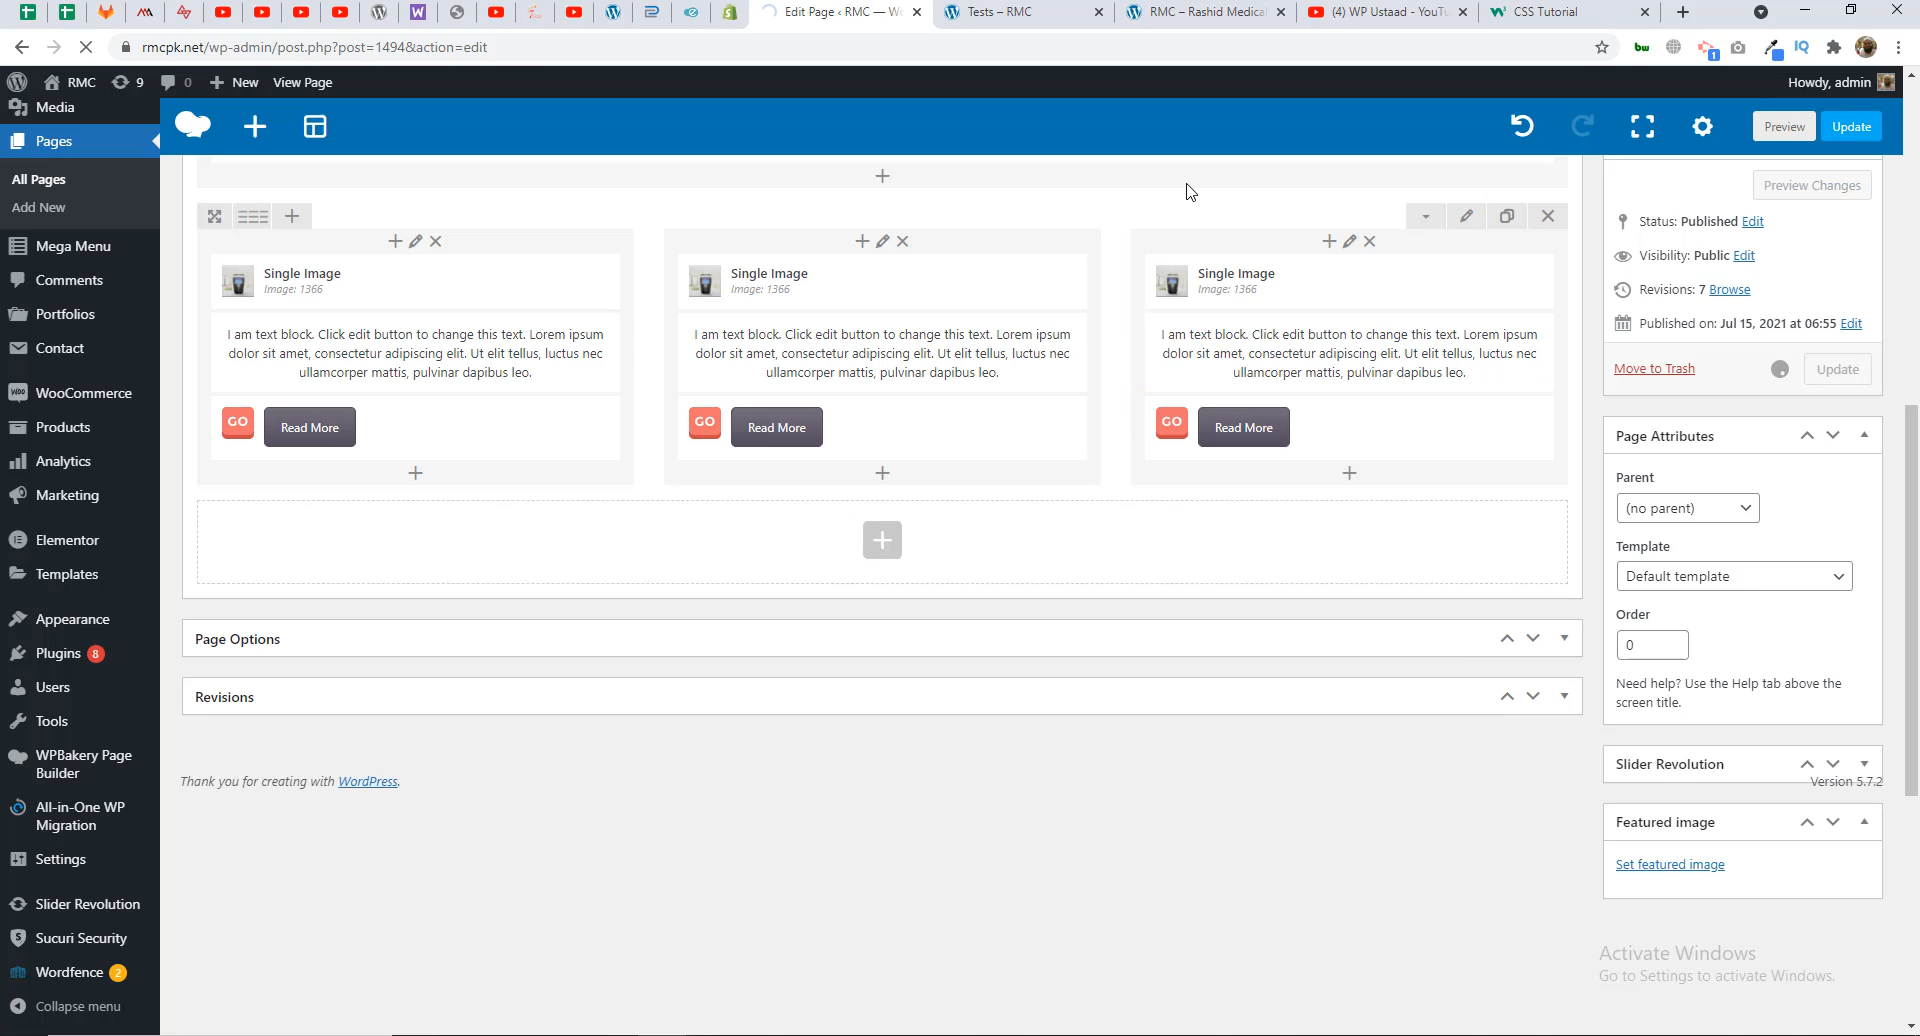 Edit Page ‹ RMC — Wo
Tests – RMC
RMC – Rashid Medical
(4) WP Ustaad - YouTu
CSS Tutorial
rmcpk.net/wp-admin/post.php?post=1494&action=edit
bw
1
IQ
RMC
9
0
New
View Page
Howdy, admin
Media
Pages
All Pages
Add New
Mega Menu
Comments
Portfolios
Contact
WooCommerce
Products
Analytics
Marketing
Elementor
Templates
Appearance
Plugins 8
Users
Tools
WPBakery Page
Builder
All-in-One WP
Migration
Settings
Slider Revolution
Sucuri Security
Wordfence 2
Collapse menu
Preview
Update
Single Image
Image: 1366
I am text block. Click edit button to change this text. Lorem ipsum
dolor sit amet, consectetur adipiscing elit. Ut elit tellus, luctus nec
ullamcorper mattis, pulvinar dapibus leo.
GO
Read More
Single Image
Image: 1366
I am text block. Click edit button to change this text. Lorem ipsum
dolor sit amet, consectetur adipiscing elit. Ut elit tellus, luctus nec
ullamcorper mattis, pulvinar dapibus leo.
GO
Read More
Single Image
Image: 1366
I am text block. Click edit button to change this text. Lorem ipsum
dolor sit amet, consectetur adipiscing elit. Ut elit tellus, luctus nec
ullamcorper mattis, pulvinar dapibus leo.
GO
Read More
Page Options
Revisions
Thank you for creating with WordPress.
Preview Changes
Status: Published Edit
Visibility: Public Edit
Revisions: 7 Browse
Published on: Jul 15, 2021 at 06:55 Edit
Move to Trash
Update
Page Attributes
Parent
(no parent)
Template
Default template
Order
0
Need help? Use the Help tab above the
screen title.
Slider Revolution
Version 5.7.2
Featured image
Set featured image
Activate Windows
Go to Settings to activate Windows.